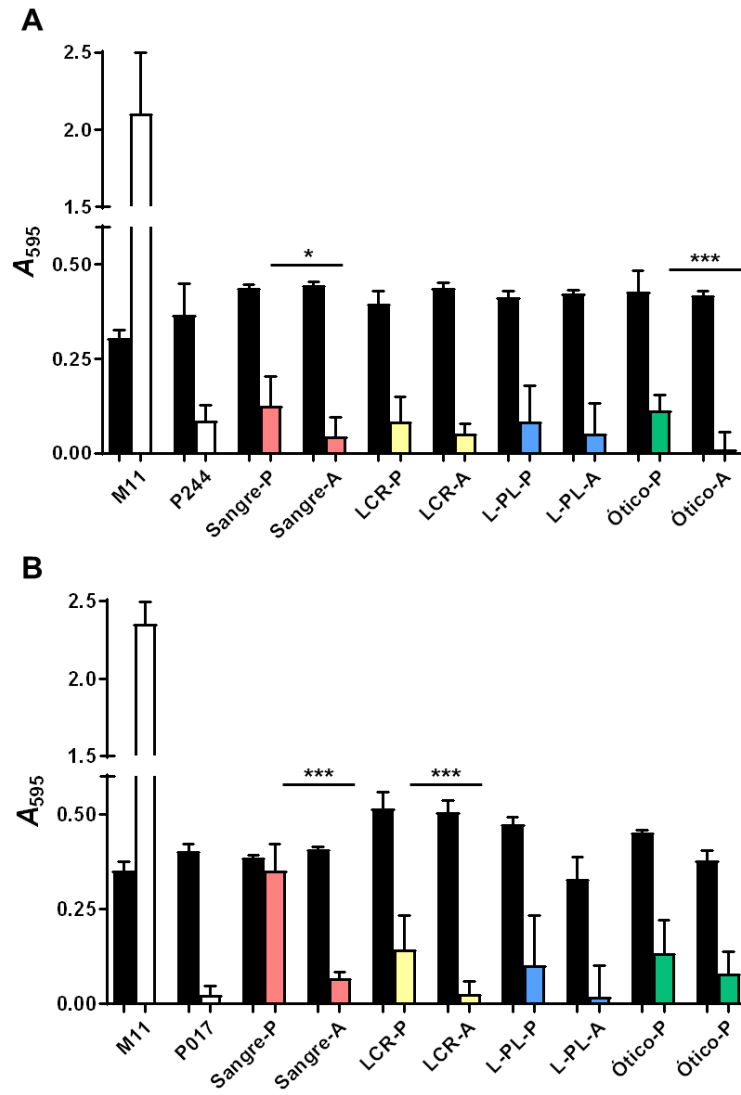 A
2.5
2.0
1.5
0.50
0.25
0.00
A595
*
***
M11
P244
Sangre-P
Sangre-A
LCR-P
LCR-A
L-PL-P
L-PL-A
Ótico-P
Ótico-A
B
2.5
2.0
1.5
0.50
0.25
0.00
A595
***
***
M11
P017
Sangre-P
Sangre-A
LCR-P
LCR-A
L-PL-P
L-PL-A
Ótico-P
Ótico-P